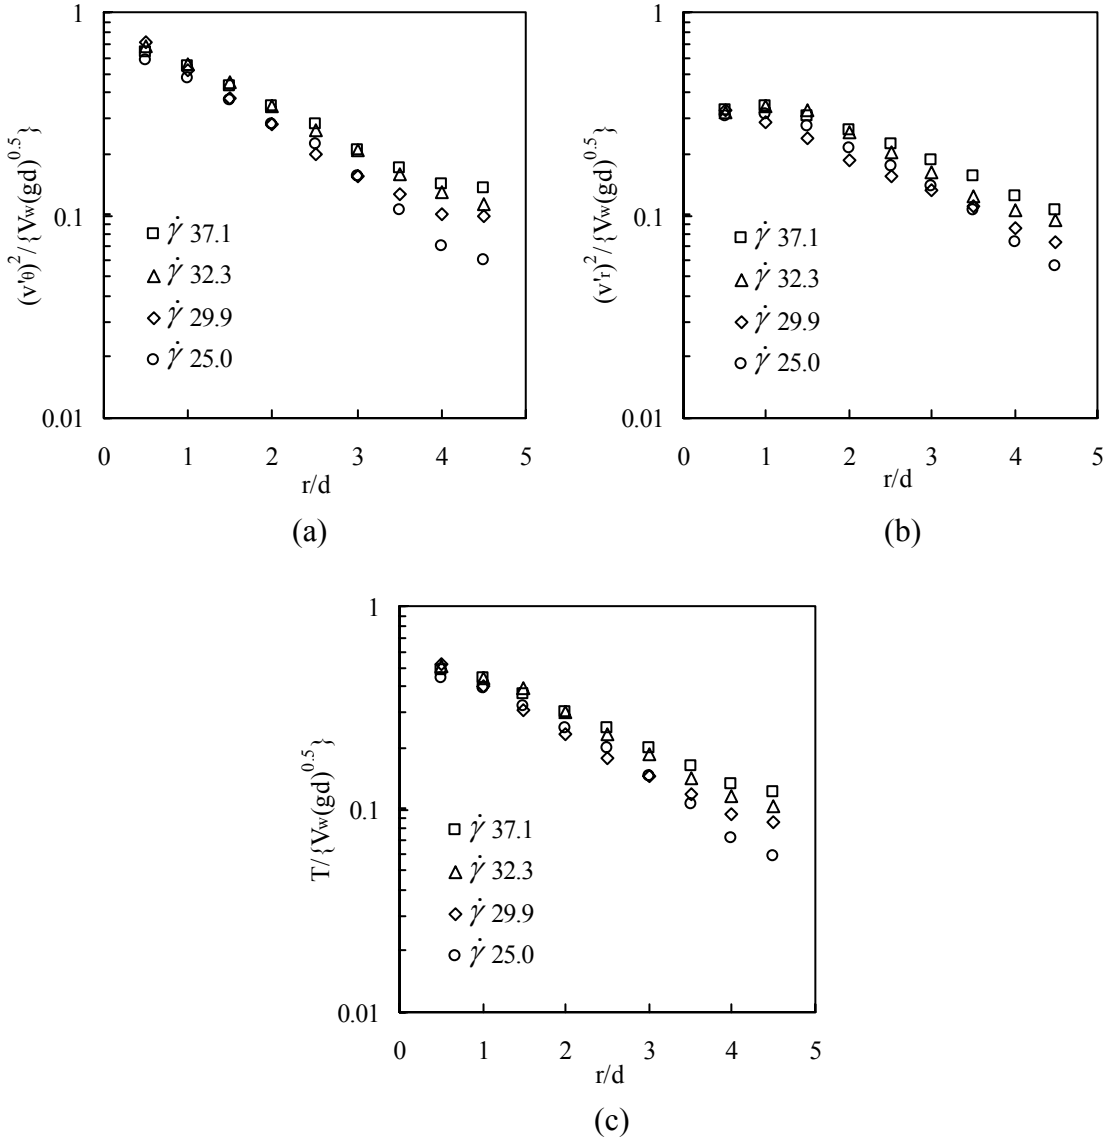 1
0.1
0.01
(v'θ)²/{Vw(gd)^0.5}
γ̇ 37.1
γ̇ 32.3
γ̇ 29.9
γ̇ 25.0
0 1 2 3 4 5
r/d
(a)
1
0.1
0.01
(v'r)²/{Vw(gd)^0.5}
γ̇ 37.1
γ̇ 32.3
γ̇ 29.9
γ̇ 25.0
0 1 2 3 4 5
r/d
(b)
1
0.1
0.01
T/{Vw(gd)^0.5}
γ̇ 37.1
γ̇ 32.3
γ̇ 29.9
γ̇ 25.0
0 1 2 3 4 5
r/d
(c)